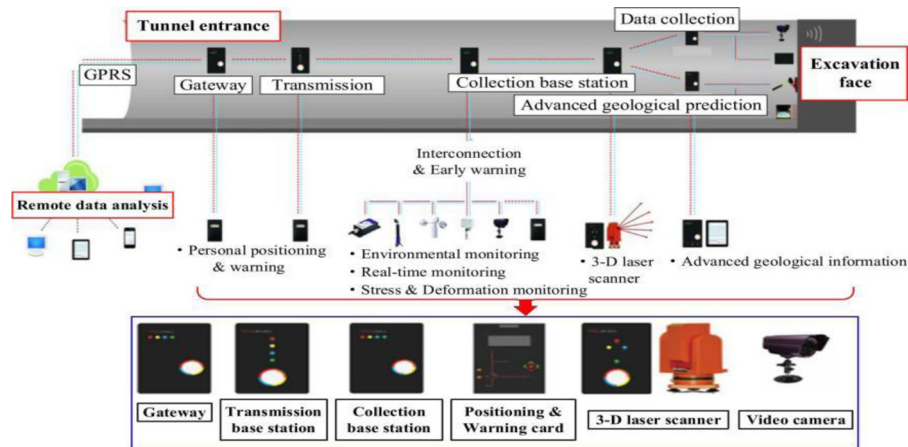 Tunnel entrance
Data collection
GPRS
Gateway
Transmission
Collection base station
Advanced geological prediction
Excavation
face
Interconnection
& Early warning
Remote data analysis
• Personal positioning
& warning
• Environmental monitoring
• Real-time monitoring
• Stress & Deformation monitoring
• 3-D laser
scanner
• Advanced geological information
Gateway
Transmission
base station
Collection
base station
Positioning &
Warning card
3-D laser scanner
Video camera